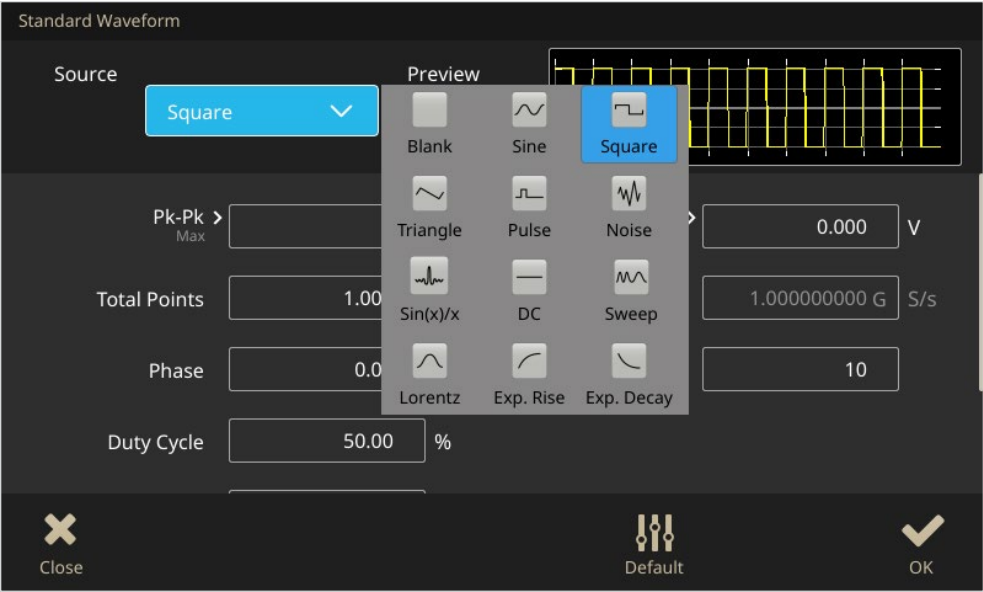 Standard Waveform
Source
Preview
Square
Blank
Sine
Square
Triangle
Pulse
Noise
Sin(x)/x
DC
Sweep
Lorentz
Exp. Rise
Exp. Decay
Pk-Pk
Max
0.000 V
Total Points
1.00
1.000000000 G S/s
Phase
0.0
10
Duty Cycle
50.00 %
Close
Default
OK